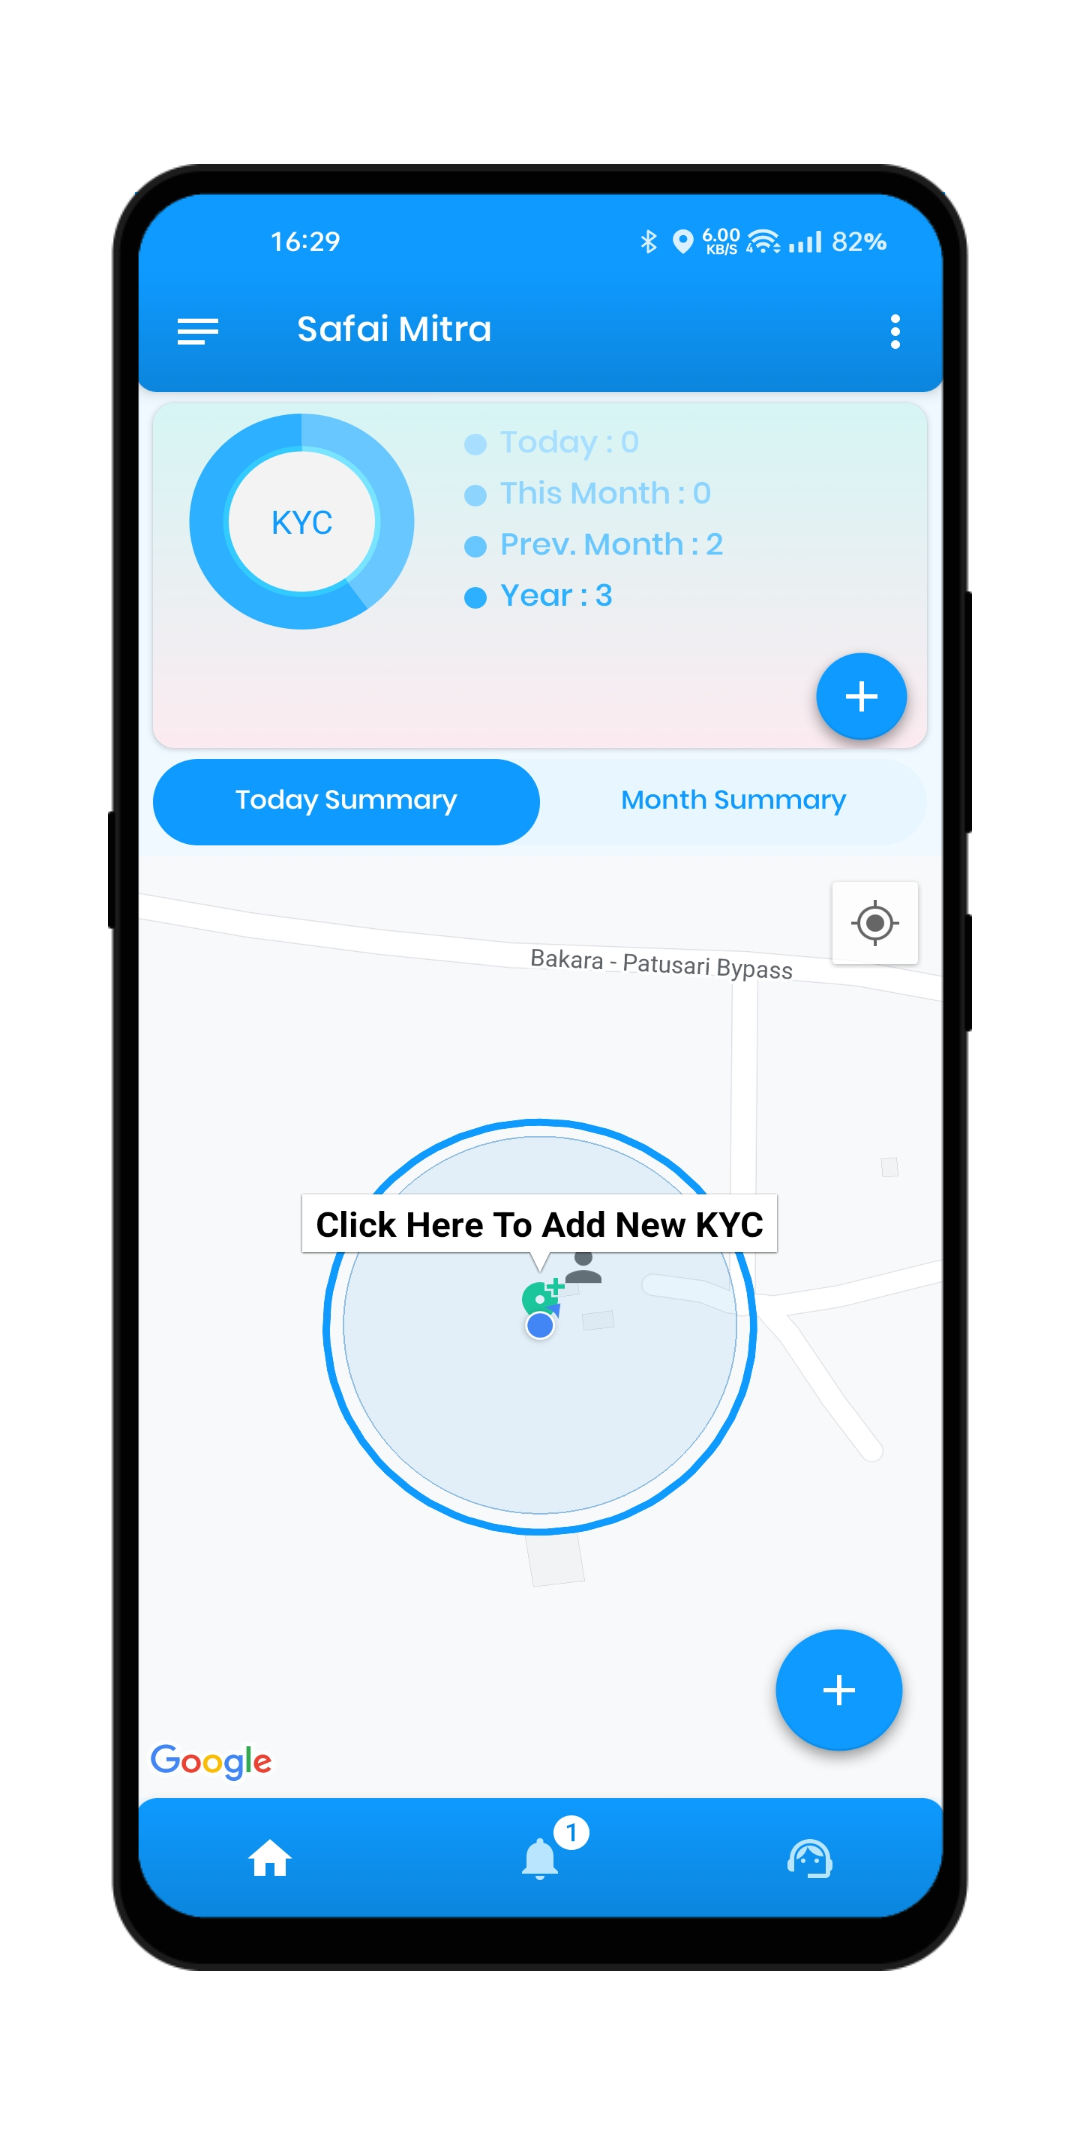 16:29
6.00
KB/S
4
82%
Safai Mitra
KYC
Today : 0
This Month : 0
Prev. Month : 2
Year : 3
Today Summary
Month Summary
Bakara - Patusari Bypass
Click Here To Add New KYC
Google
1